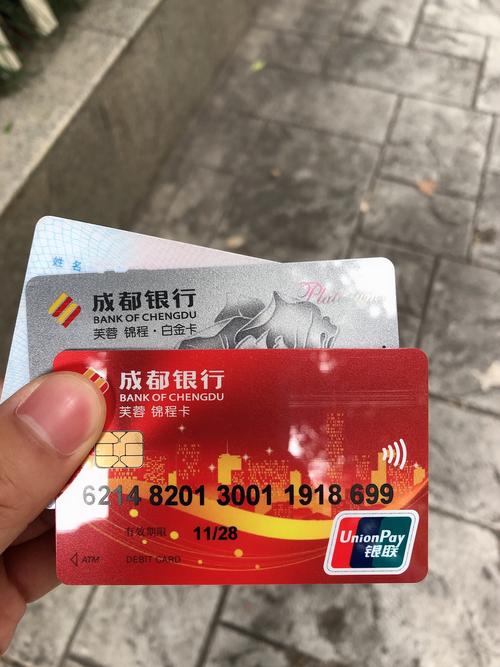 姓名
成都银行
BANK OF CHENGDU
芙蓉 锦程·白金卡
Platinum
成都银行
BANK OF CHENGDU
芙蓉 锦程卡
6214 8201 3001 1918 699
有效期限 11/28
ATM DEBIT CARD
UnionPay
银联